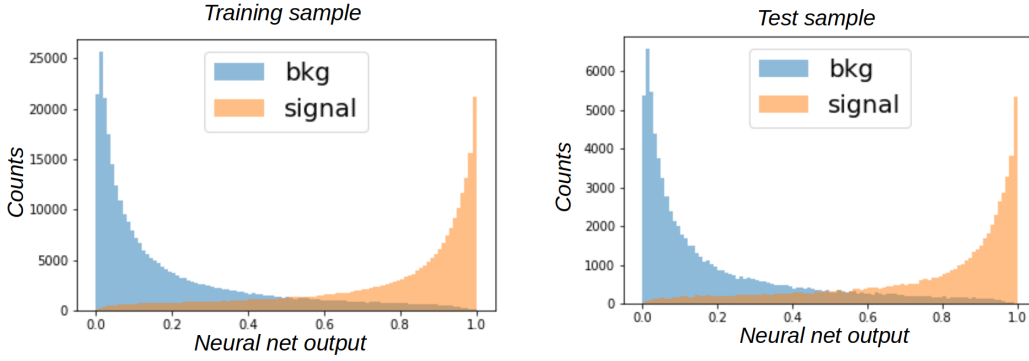 Training sample
Counts
25000
20000
15000
10000
5000
0
bkg
signal
0.0 0.2 0.4 0.6 0.8 1.0
Neural net output
Test sample
Counts
6000
5000
4000
3000
2000
1000
0
bkg
signal
0.0 0.2 0.4 0.6 0.8 1.0
Neural net output